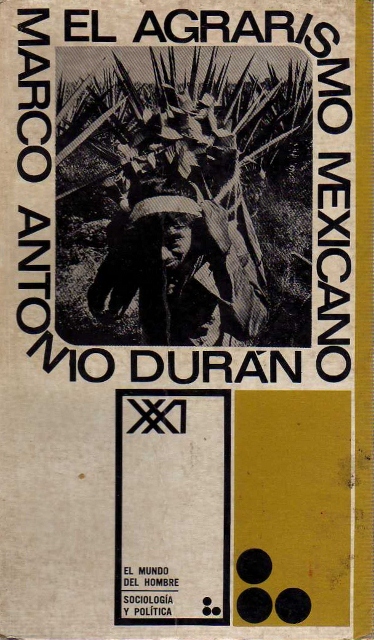 EL AGRARISMO MEXICANO
MARCO ANTONIO DURÁN
XXI
EL MUNDO
DEL HOMBRE
SOCIOLOGÍA
Y POLÍTICA